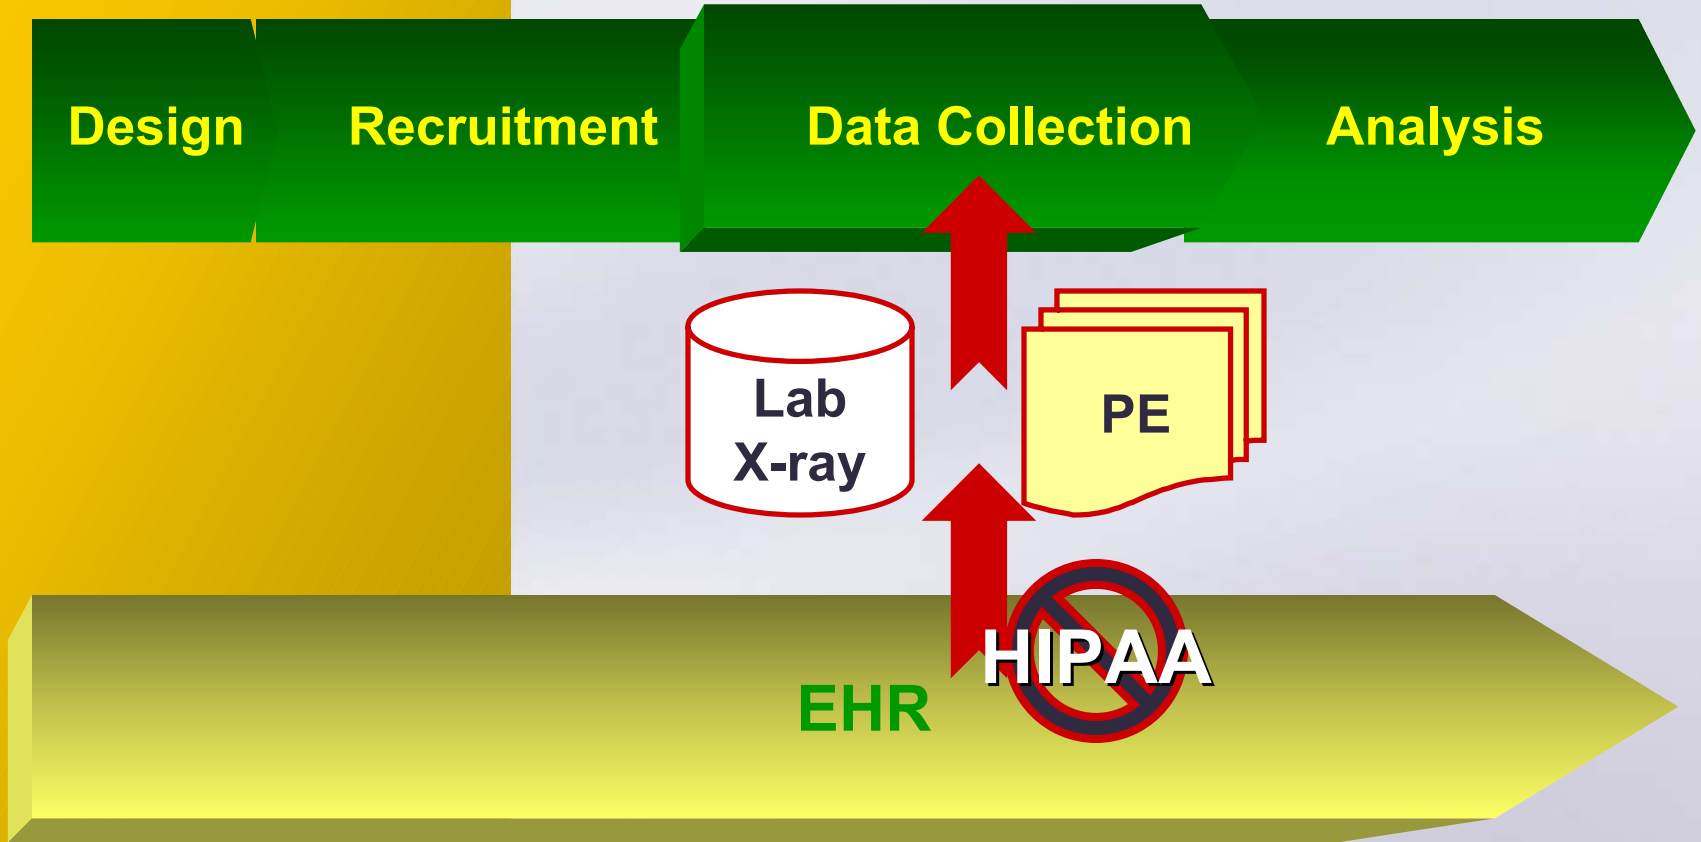 Design
Recruitment
Data Collection
Analysis
Lab
X-ray
PE
HIPAA
EHR